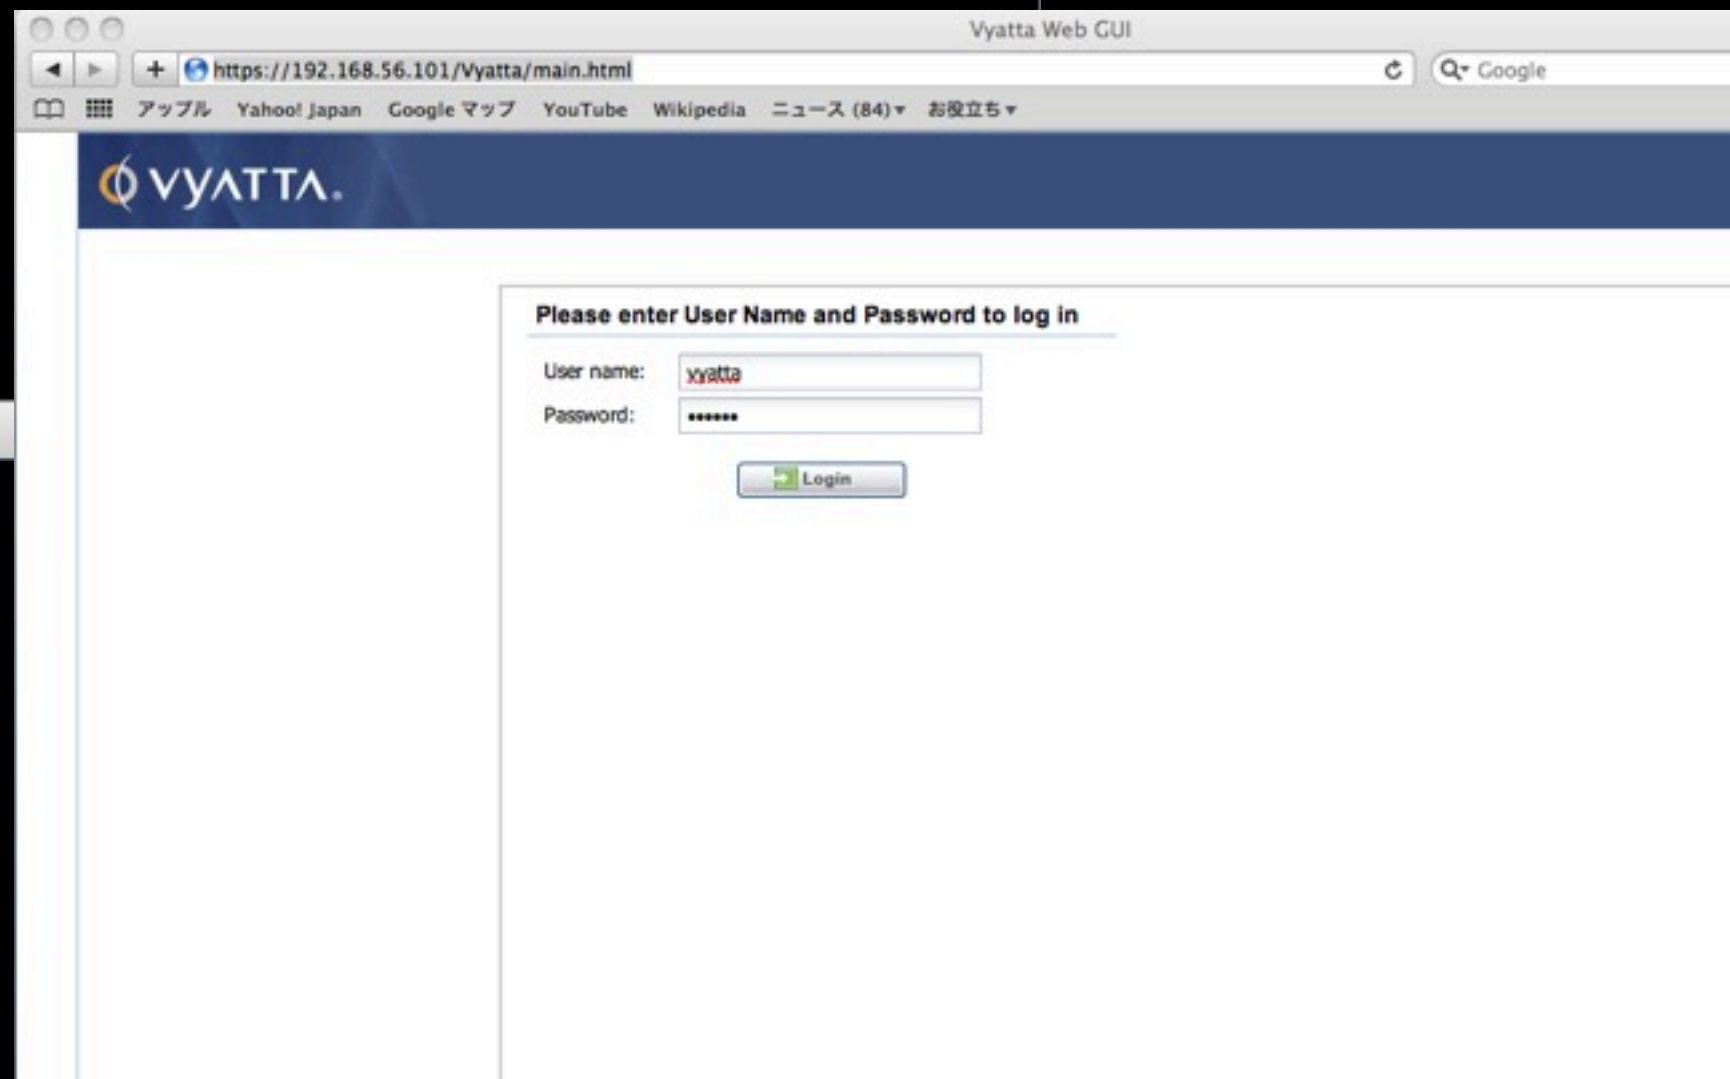 Vyatta Web GUI
https://192.168.56.101/Vyatta/main.html
Google
アップル Yahoo! Japan Google マップ YouTube Wikipedia ニュース (84)▾ お役立ち▾
VYATTA.
Please enter User Name and Password to log in
User name: vyatta
Password: ••••••
Login